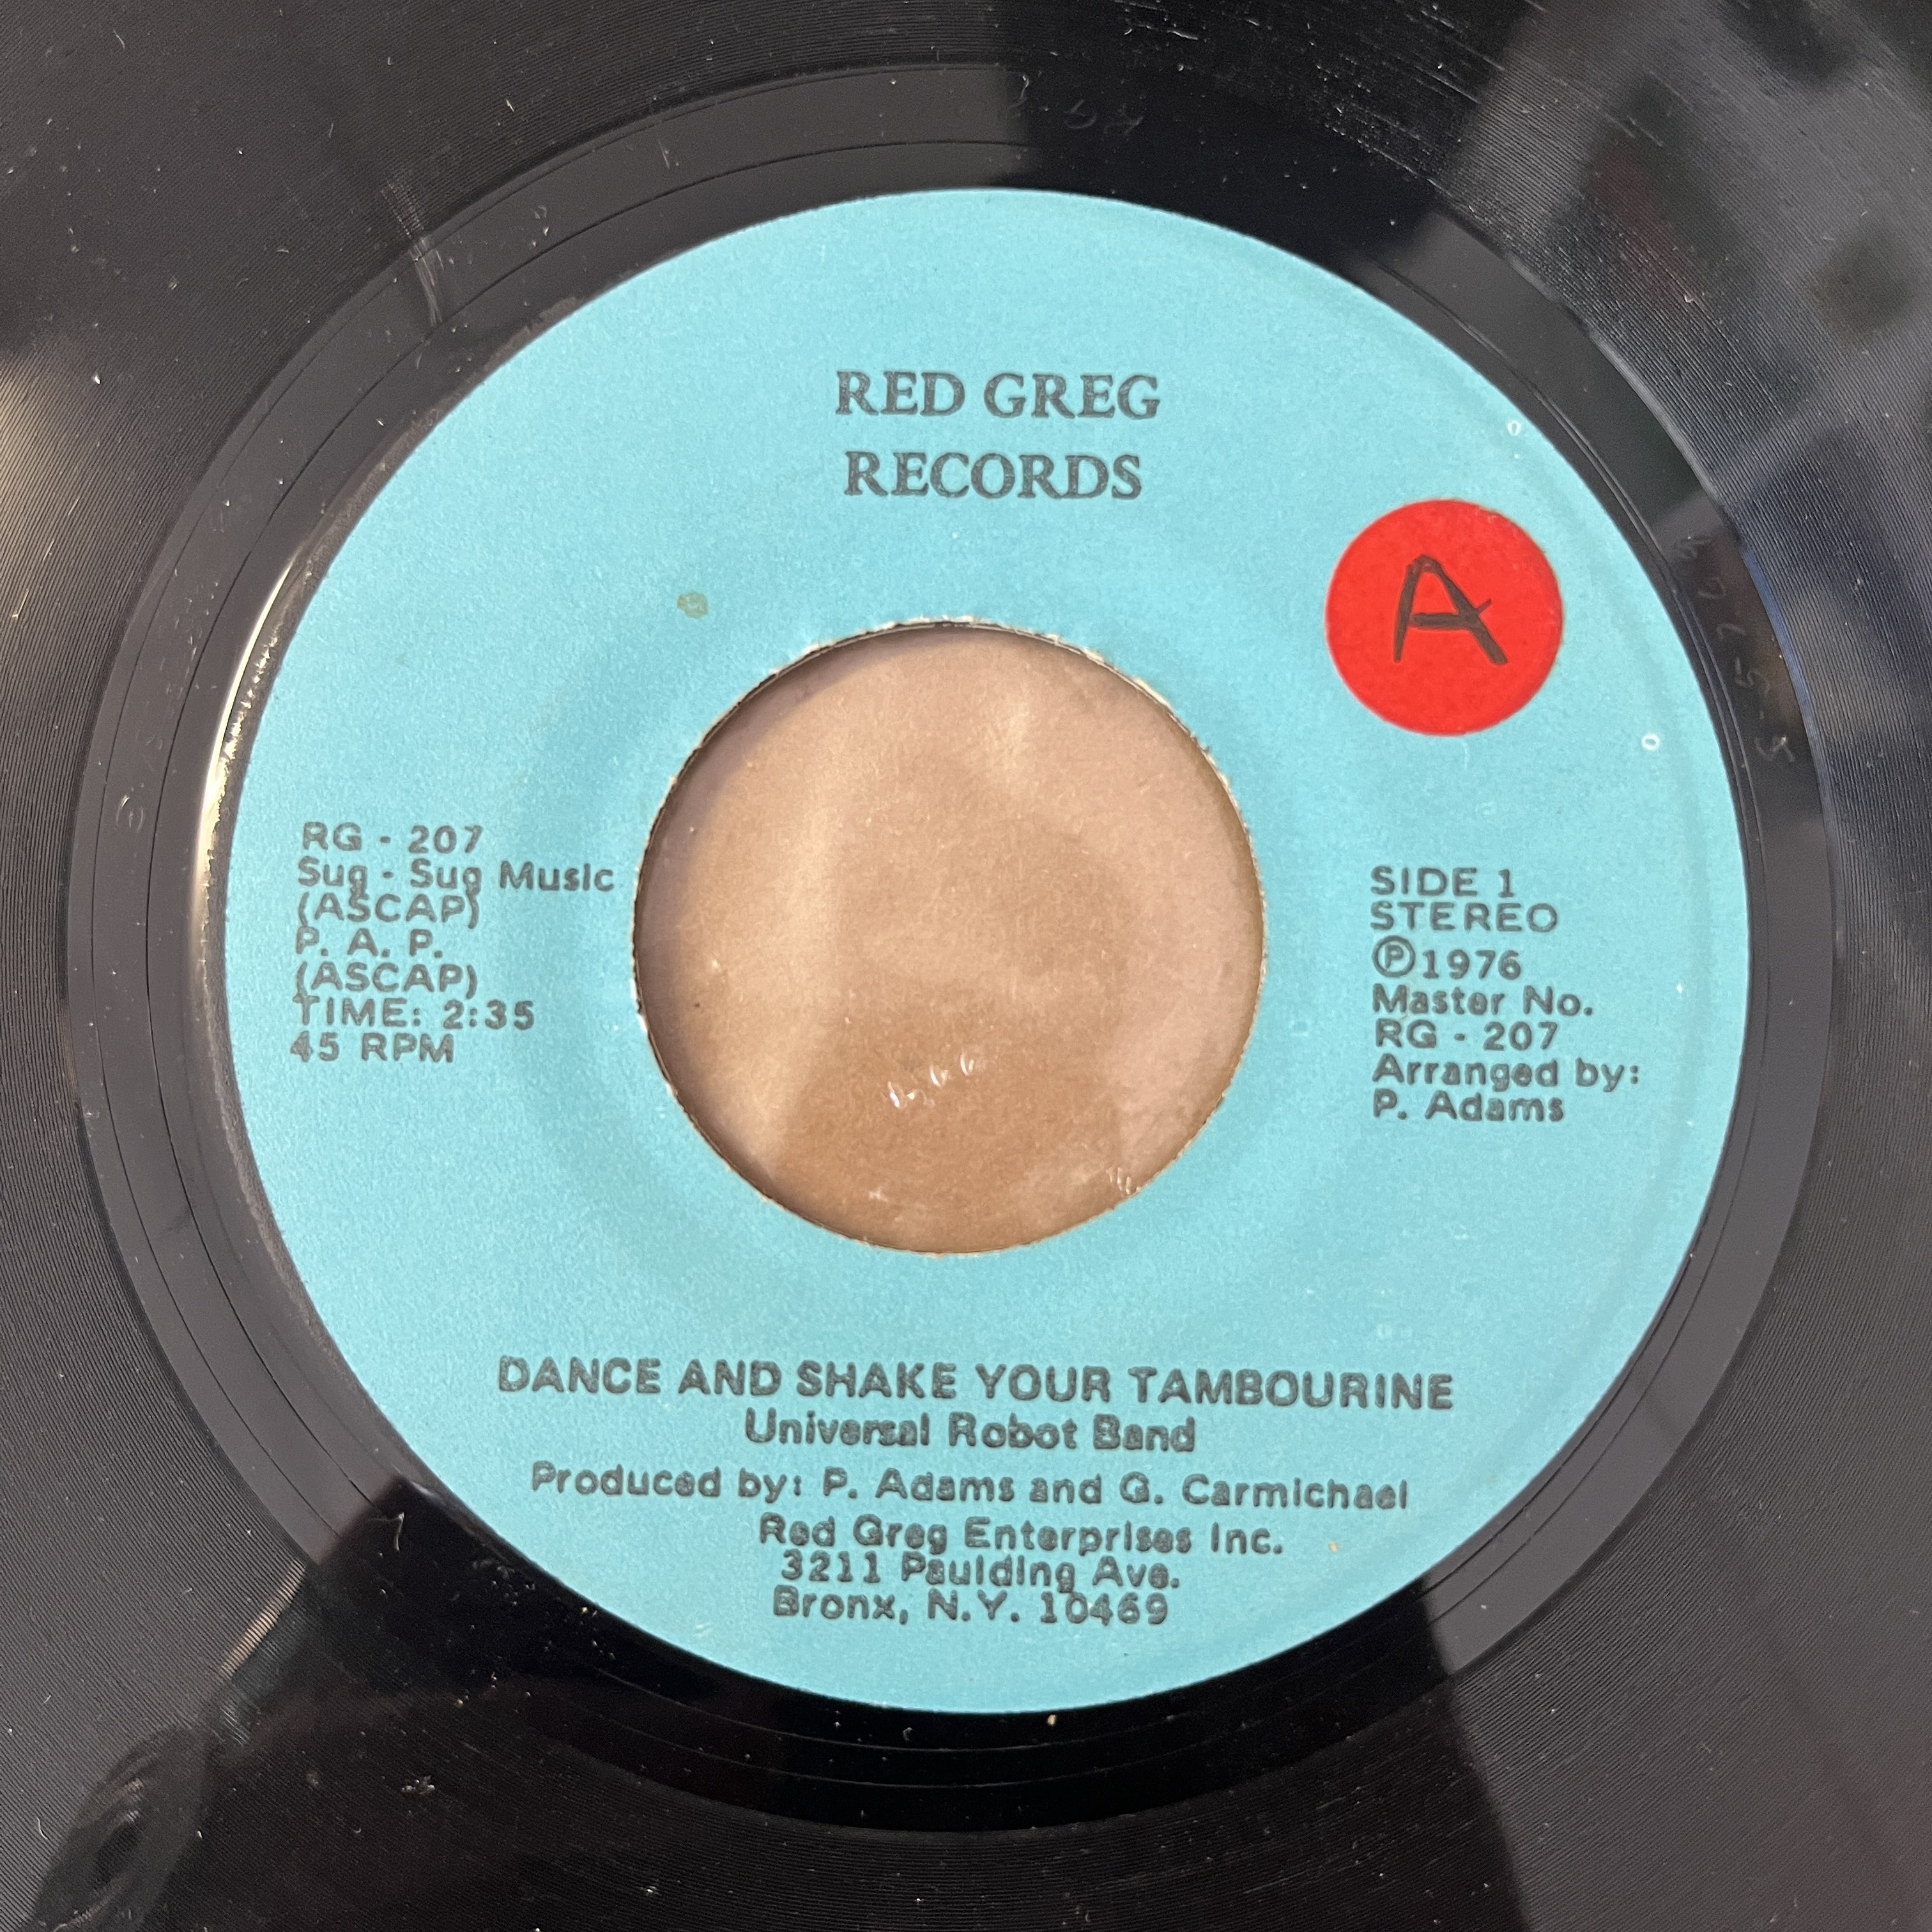 RED GREG
RECORDS
A
RG - 207
Sug - Sug Music
(ASCAP)
P. A. P.
(ASCAP)
TIME: 2:35
45 RPM
SIDE 1
STEREO
Ⓟ1976
Master No.
RG - 207
Arranged by:
P. Adams
DANCE AND SHAKE YOUR TAMBOURINE
Universal Robot Band
Produced by: P. Adams and G. Carmichael
Red Greg Enterprises Inc.
3211 Paulding Ave.
Bronx, N.Y. 10469